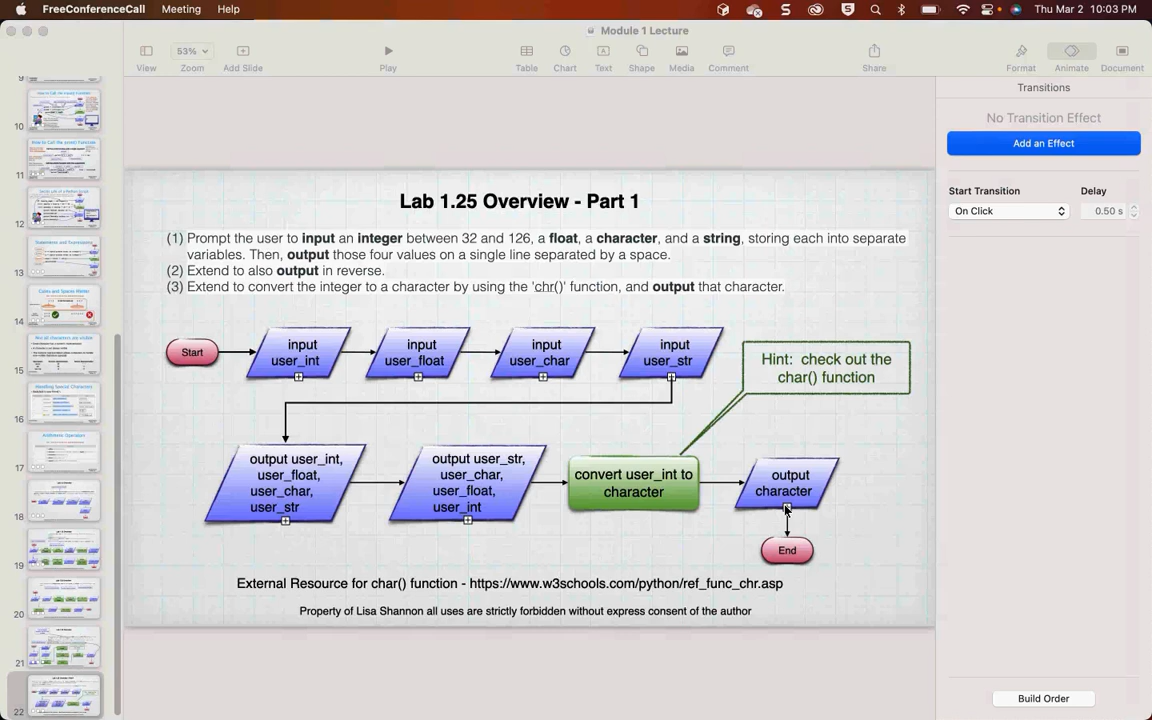 FreeConferenceCall Meeting Help Thu Mar 2 10:03 PM
Module 1 Lecture
53%
View Zoom Add Slide Play Table Chart Text Shape Media Comment Share Format Animate Document
Transitions
No Transition Effect
Add an Effect
Start Transition Delay
On Click 0.50 s
9
10
11
12
13
14
15
16
17
18
19
20
21
22
Lab 1.25 Overview - Part 1
(1) Prompt the user to input an integer between 32 and 126, a float, a character, and a string, storing each into separate
variables. Then, output those four values on a single line separated by a space.
(2) Extend to also output in reverse.
(3) Extend to convert the integer to a character by using the 'chr()' function, and output that character.
Start
input
user_int
input
user_float
input
user_char
input
user_str
Hint: check out the
char() function
output user_int,
user_float,
user_char,
user_str
output user_str,
user_char,
user_float,
user_int
convert user_int to
character
output
character
End
External Resource for char() function - https://www.w3schools.com/python/ref_func_chr.asp
Property of Lisa Shannon all uses are strictly forbidden without express consent of the author
Build Order